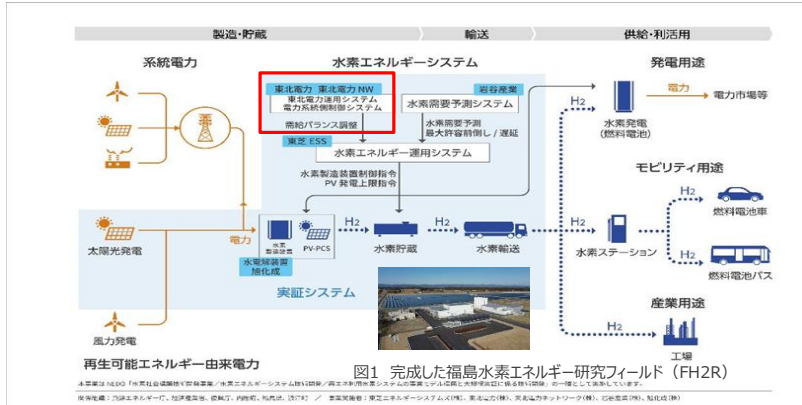 製造・貯蔵
輸送
供給・利活用
系統電力
水素エネルギーシステム
発電用途
東北電力 東北電力NW
東北電力運用システム
電力系統側制御システム
岩谷産業
水素需要予測システム
需給バランス調整
水素需要予測
最大許容前倒し/遅延
東芝ESS
水素エネルギー運用システム
水素製造装置制御指令
PV発電上限指令
H2
水素発電
(燃料電池)
電力
電力市場等
モビリティ用途
太陽光発電
電力
水素
製造装置
PV-PCS
H2
水素貯蔵
H2
水素輸送
H2
水素ステーション
H2
燃料電池車
H2
燃料電池バス
水電解装置
旭化成
実証システム
産業用途
風力発電
H2
工場
再生可能エネルギー由来電力
図1 完成した福島水素エネルギー研究フィールド(FH2R)